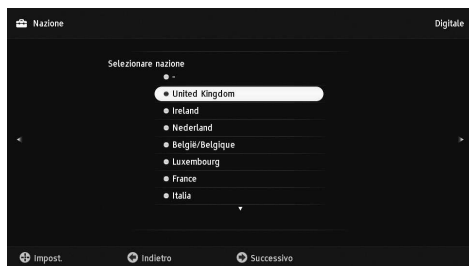 Nazione Digitale
Selezionare nazione
-
United Kingdom
Ireland
Nederland
België/Belgique
Luxembourg
France
Italia
Impost. Indietro Successivo